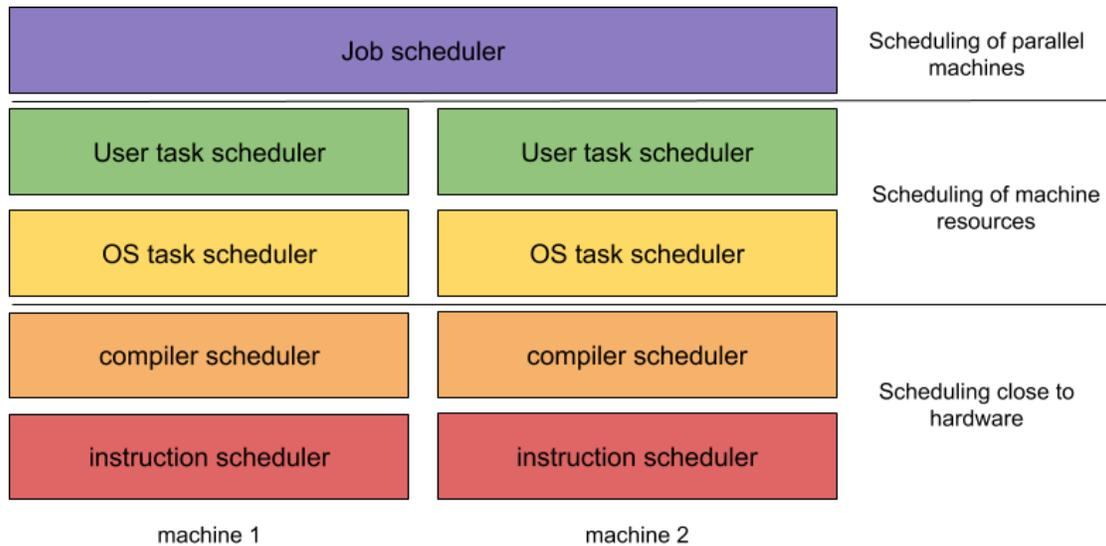 Job scheduler
Scheduling of parallel
machines
User task scheduler
User task scheduler
Scheduling of machine
resources
OS task scheduler
OS task scheduler
compiler scheduler
compiler scheduler
Scheduling close to
hardware
instruction scheduler
instruction scheduler
machine 1
machine 2